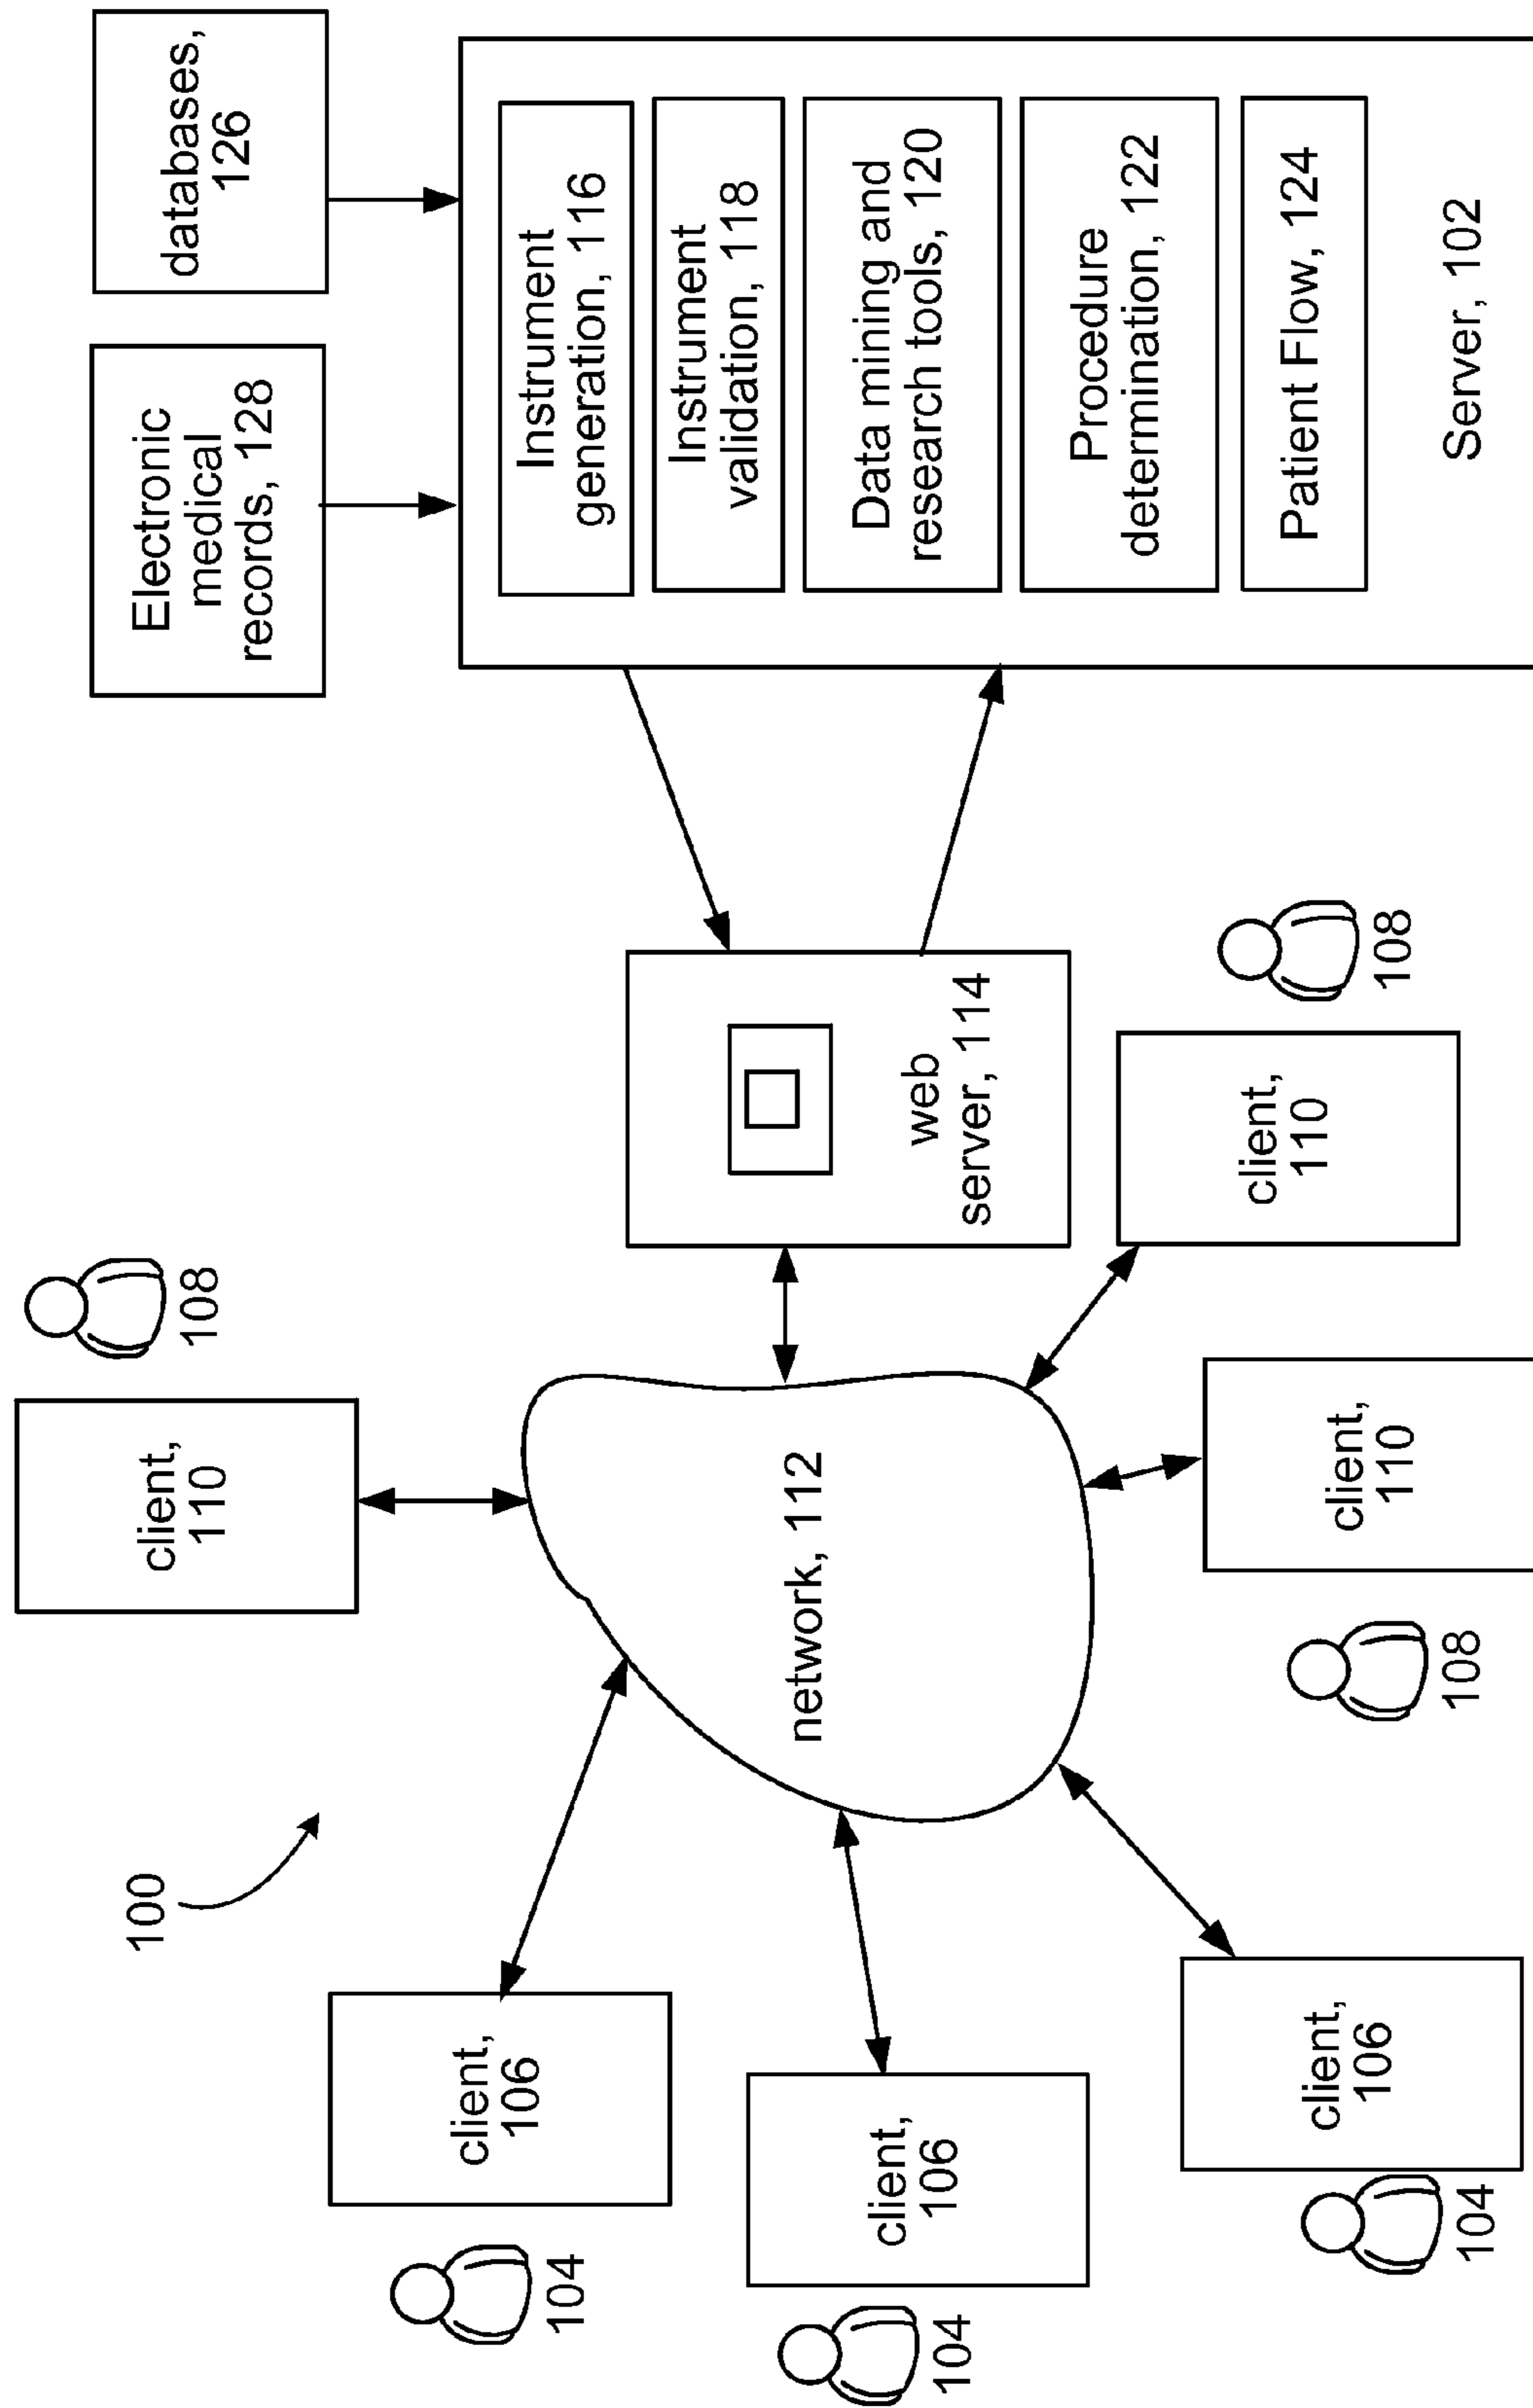 100
client,
110
108
Electronic
medical
records, 128
databases,
126
104
client,
106
network, 112
web
server, 114
Instrument
generation, 116
Instrument
validation, 118
Data mining and
research tools, 120
Procedure
determination, 122
Patient Flow, 124
Server, 102
104
client,
106
104
client,
106
108
client,
110
client,
110
108